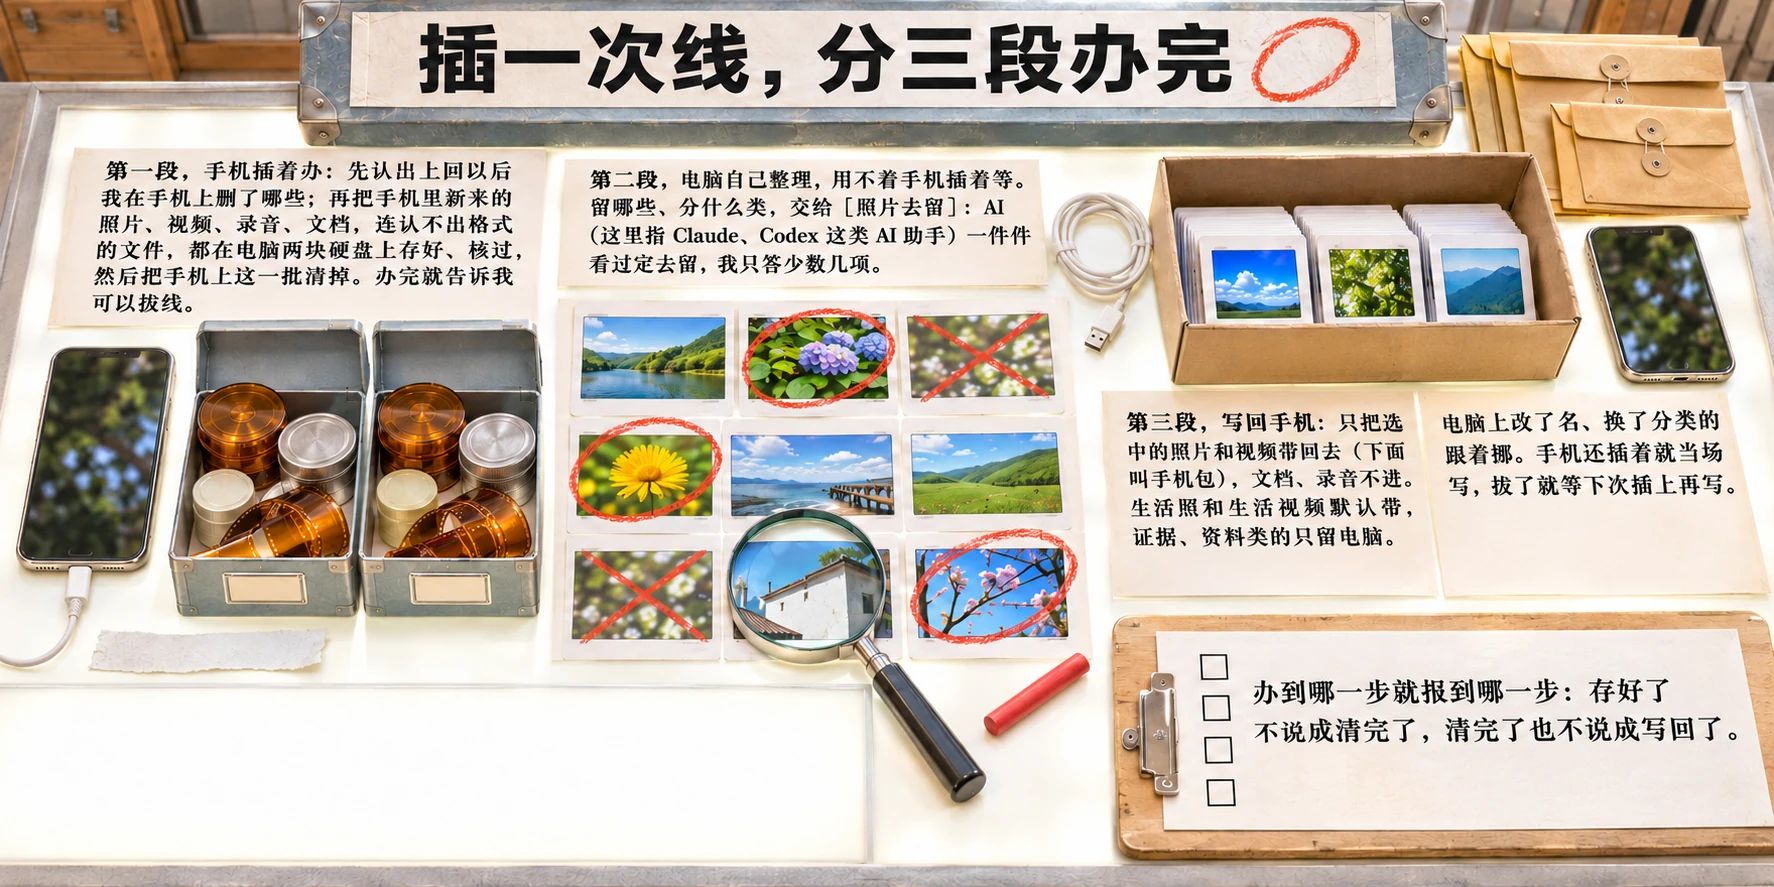 插一次线，分三段办完
第一段，手机插着办：先认出上回以后
我在手机上删了哪些；再把手机里新来的
照片、视频、录音、文档，连认不出格式
的文件，都在电脑两块硬盘上存好、核过，
然后把手机上这一批清掉。办完就告诉我
可以拔线。
第二段，电脑自己整理，用不着手机插着等。
留哪些、分什么类，交给［照片去留］：AI
（这里指 Claude、Codex 这类 AI 助手）一件件
看过定去留，我只答少数几项。
第三段，写回手机：只把选
中的照片和视频带回去（下面
叫手机包），文档、录音不进。
生活照和生活视频默认带，
证据、资料类的只留电脑。
电脑上改了名、换了分类的
跟着挪。手机还插着就当场
写，拔了就等下次插上再写。
办到哪一步就报到哪一步：存好了
不说成清完了，清完了也不说成写回了。